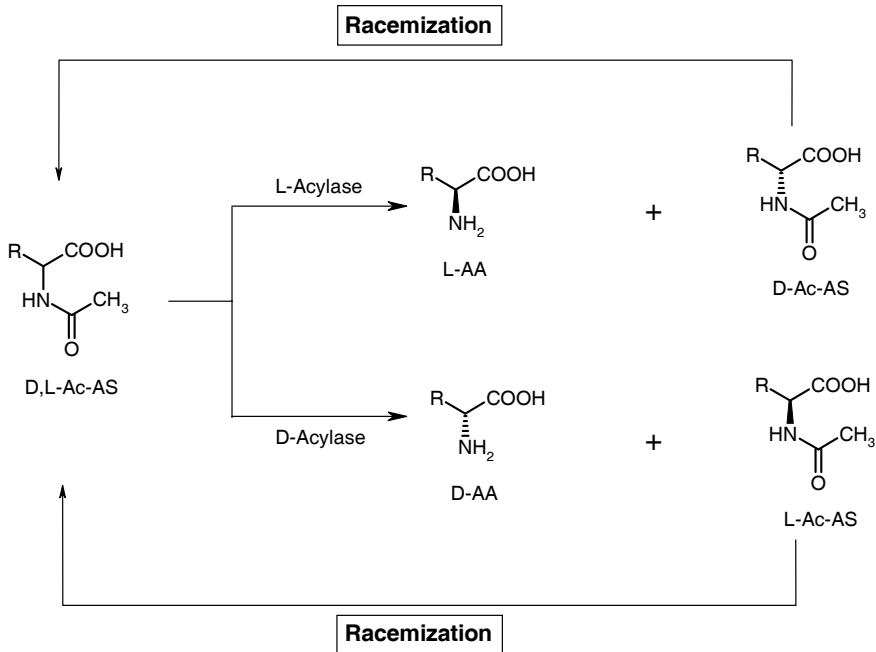 Racemization
R
COOH
HN
CH3
O
D,L-Ac-AS
L-Acylase
R
COOH
NH2
L-AA
+
R
COOH
HN
CH3
O
D-Ac-AS
D-Acylase
R
COOH
NH2
D-AA
+
R
COOH
HN
CH3
O
L-Ac-AS
Racemization